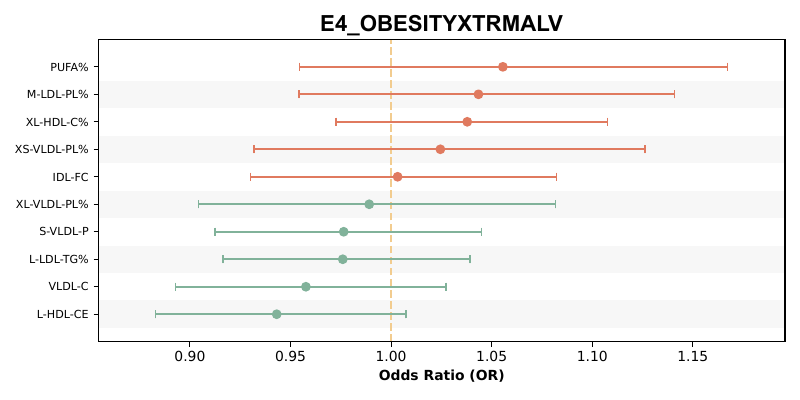 E4_OBESITYXTRMALV
PUFA%
M-LDL-PL%
XL-HDL-C%
XS-VLDL-PL%
IDL-FC
XL-VLDL-PL%
S-VLDL-P
L-LDL-TG%
VLDL-C
L-HDL-CE
0.90 0.95 1.00 1.05 1.10 1.15
Odds Ratio (OR)